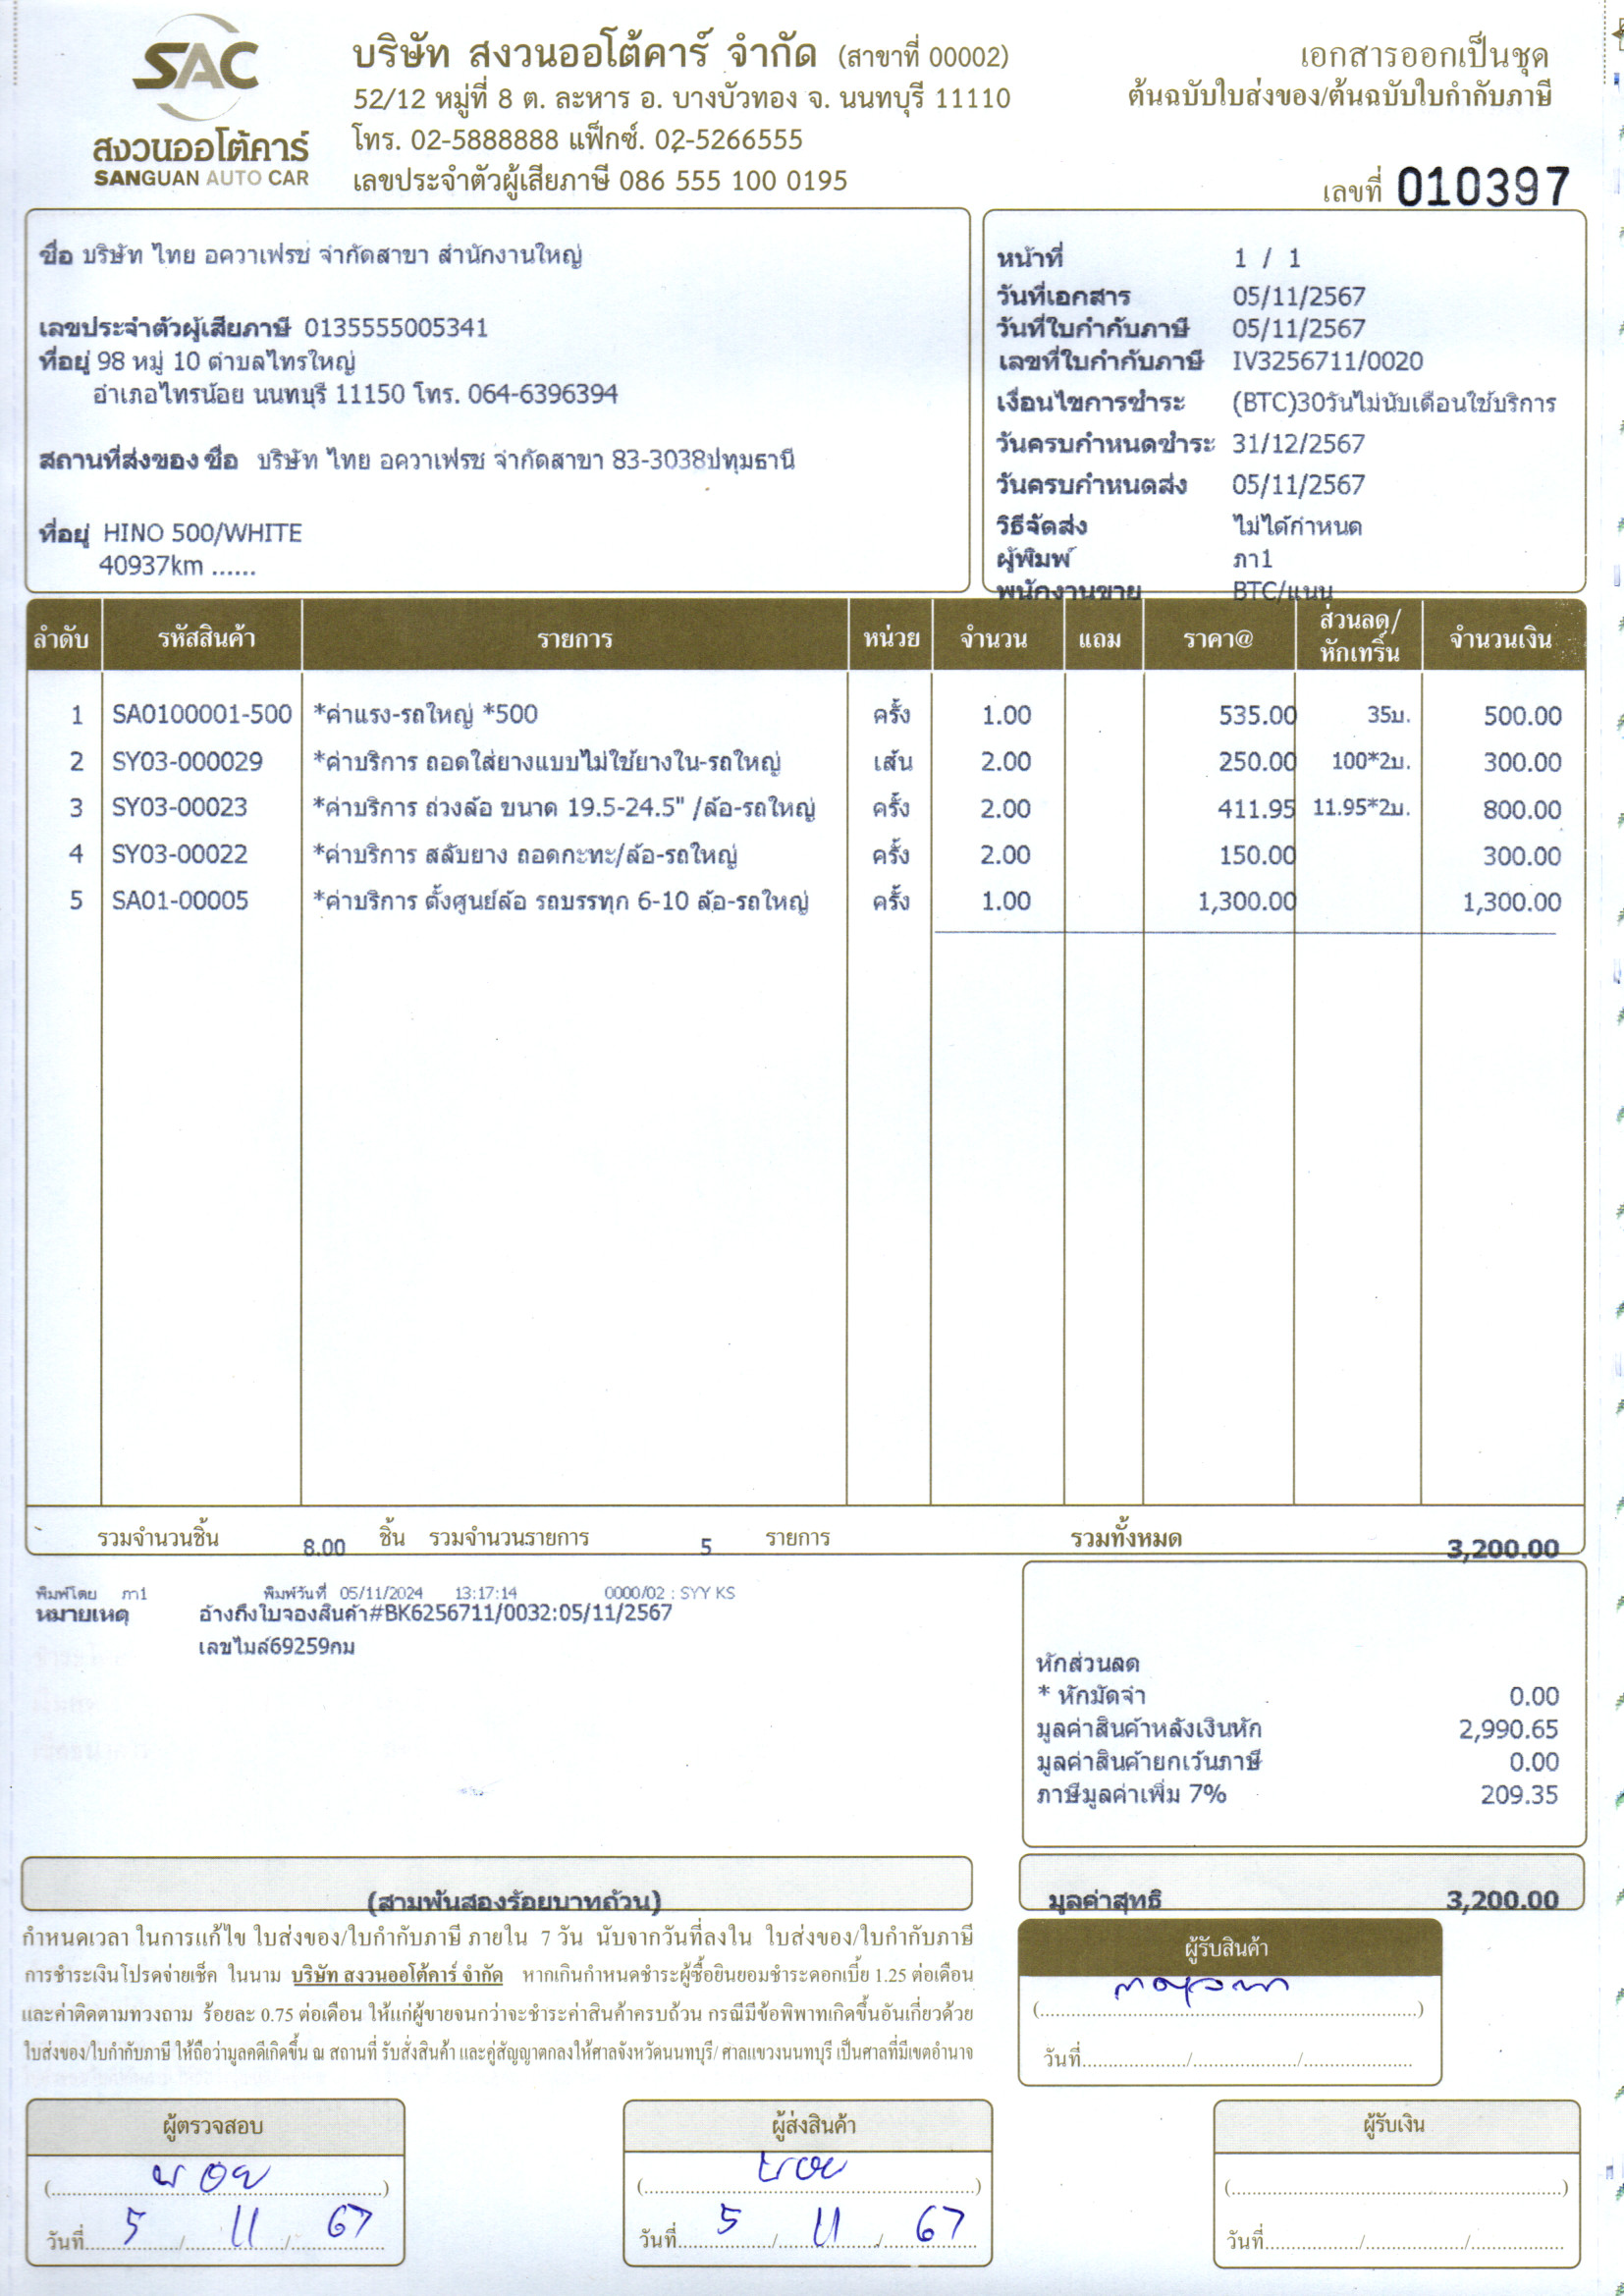 SAC
สงวนออโต้คาร์
SANGUAN AUTO CAR
บริษัท สงวนออโต้คาร์ จำกัด (สาขาที่ 00002)
52/12 หมู่ที่ 8 ต. ละหาร อ. บางบัวทอง จ. นนทบุรี 11110
โทร. 02-5888888 แฟ็กซ์. 02-5266555
เลขประจำตัวผู้เสียภาษี 086 555 100 0195
เอกสารออกเป็นชุด
ต้นฉบับใบส่งของ/ต้นฉบับใบกำกับภาษี
เลขที่ 010397
ชื่อ บริษัท ไทย อควาเฟรช จำกัดสาขา สำนักงานใหญ่
เลขประจำตัวผู้เสียภาษี 0135555005341
ที่อยู่ 98 หมู่ 10 ตำบลไทรใหญ่
อำเภอไทรน้อย นนทบุรี 11150 โทร. 064-6396394
สถานที่ส่งของ ชื่อ บริษัท ไทย อควาเฟรช จำกัดสาขา 83-3038ปทุมธานี
ที่อยู่ HINO 500/WHITE
40937km ......
หน้าที่ 1 / 1
วันที่เอกสาร 05/11/2567
วันที่ใบกำกับภาษี 05/11/2567
เลขที่ใบกำกับภาษี IV3256711/0020
เงื่อนไขการชำระ (BTC)30วันไม่นับเดือนใช้บริการ
วันครบกำหนดชำระ 31/12/2567
วันครบกำหนดส่ง 05/11/2567
วิธีจัดส่ง ไม่ได้กำหนด
ผู้พิมพ์ ภา1
พนักงานขาย BTC/แนน
ลำดับ รหัสสินค้า รายการ หน่วย จำนวน แถม ราคา@ ส่วนลด/หักเทริ์น จำนวนเงิน
1 SA0100001-500 *ค่าแรง-รถใหญ่ *500 ครั้ง 1.00 535.00 35บ. 500.00
2 SY03-000029 *ค่าบริการ ถอดใส่ยางแบบไม่ใช้ยางใน-รถใหญ่ เส้น 2.00 250.00 100*2บ. 300.00
3 SY03-00023 *ค่าบริการ ถ่วงล้อ ขนาด 19.5-24.5" /ล้อ-รถใหญ่ ครั้ง 2.00 411.95 11.95*2บ. 800.00
4 SY03-00022 *ค่าบริการ สลับยาง ถอดกะทะ/ล้อ-รถใหญ่ ครั้ง 2.00 150.00 300.00
5 SA01-00005 *ค่าบริการ ตั้งศูนย์ล้อ รถบรรทุก 6-10 ล้อ-รถใหญ่ ครั้ง 1.00 1,300.00 1,300.00
รวมจำนวนชิ้น 8.00 ชิ้น รวมจำนวนรายการ 5 รายการ รวมทั้งหมด 3,200.00
พิมพ์โดย ภา1 พิมพ์วันที่ 05/11/2024 13:17:14 0000/02 : SYY KS
หมายเหตุ อ้างถึงใบจองสินค้า#BK6256711/0032:05/11/2567
เลขไมล์69259กม
หักส่วนลด
* หักมัดจำ 0.00
มูลค่าสินค้าหลังเงินหัก 2,990.65
มูลค่าสินค้ายกเว้นภาษี 0.00
ภาษีมูลค่าเพิ่ม 7% 209.35
(สามพันสองร้อยบาทถ้วน) มูลค่าสุทธิ 3,200.00
กำหนดเวลา ในการแก้ไข ใบส่งของ/ใบกำกับภาษี ภายใน 7 วัน นับจากวันที่ลงใน ใบส่งของ/ใบกำกับภาษี
การชำระเงินโปรดจ่ายเช็ค ในนาม บริษัท สงวนออโต้คาร์ จำกัด หากเกินกำหนดชำระผู้ซื้อยินยอมชำระดอกเบี้ย 1.25 ต่อเดือน
และค่าติดตามทวงถาม ร้อยละ 0.75 ต่อเดือน ให้แก่ผู้ขายจนกว่าจะชำระค่าสินค้าครบถ้วน กรณีมีข้อพิพาทเกิดขึ้นอันเกี่ยวด้วย
ใบส่งของ/ใบกำกับภาษี ให้ถือว่ามูลคดีเกิดขึ้น ณ สถานที่ รับสั่งสินค้า และคู่สัญญาตกลงให้ศาลจังหวัดนนทบุรี/ ศาลแขวงนนทบุรี เป็นศาลที่มีเขตอำนาจ
ผู้รับสินค้า
วันที่......../......../........
ผู้ตรวจสอบ
วันที่ 5 / 11 / 67
ผู้ส่งสินค้า
วันที่ 5 / 11 / 67
ผู้รับเงิน
วันที่......../......../........